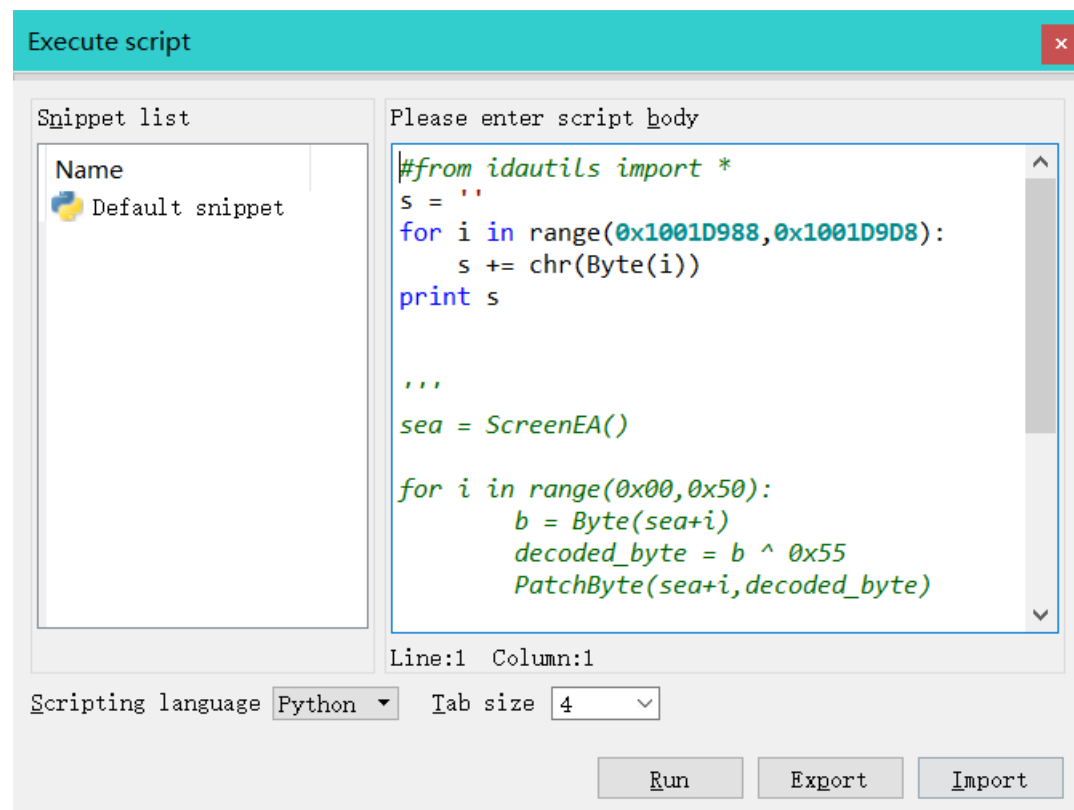 Execute script
×
Snippet list
Please enter script body
Name
Default snippet
#from idautils import *
s = ''
for i in range(0x1001D988,0x1001D9D8):
    s += chr(Byte(i))
print s
'''
sea = ScreenEA()
for i in range(0x00,0x50):
        b = Byte(sea+i)
        decoded_byte = b ^ 0x55
        PatchByte(sea+i,decoded_byte)
Line:1  Column:1
Scripting language Python Tab size 4
Run Export Import